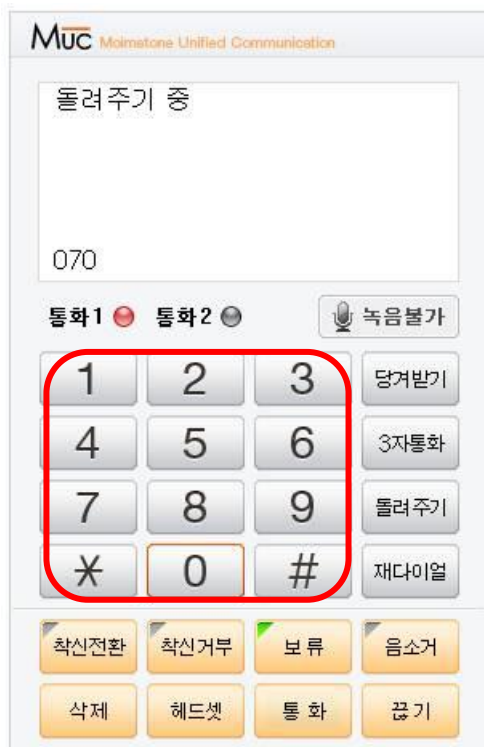 MUC Moimstone Unified Communication
돌려주기 중
070
통화1 통화2 녹음불가
1 2 3 당겨받기
4 5 6 3자통화
7 8 9 돌려주기
* 0 # 재다이얼
착신전환 착신거부 보류 음소거
삭제 헤드셋 통화 끊기